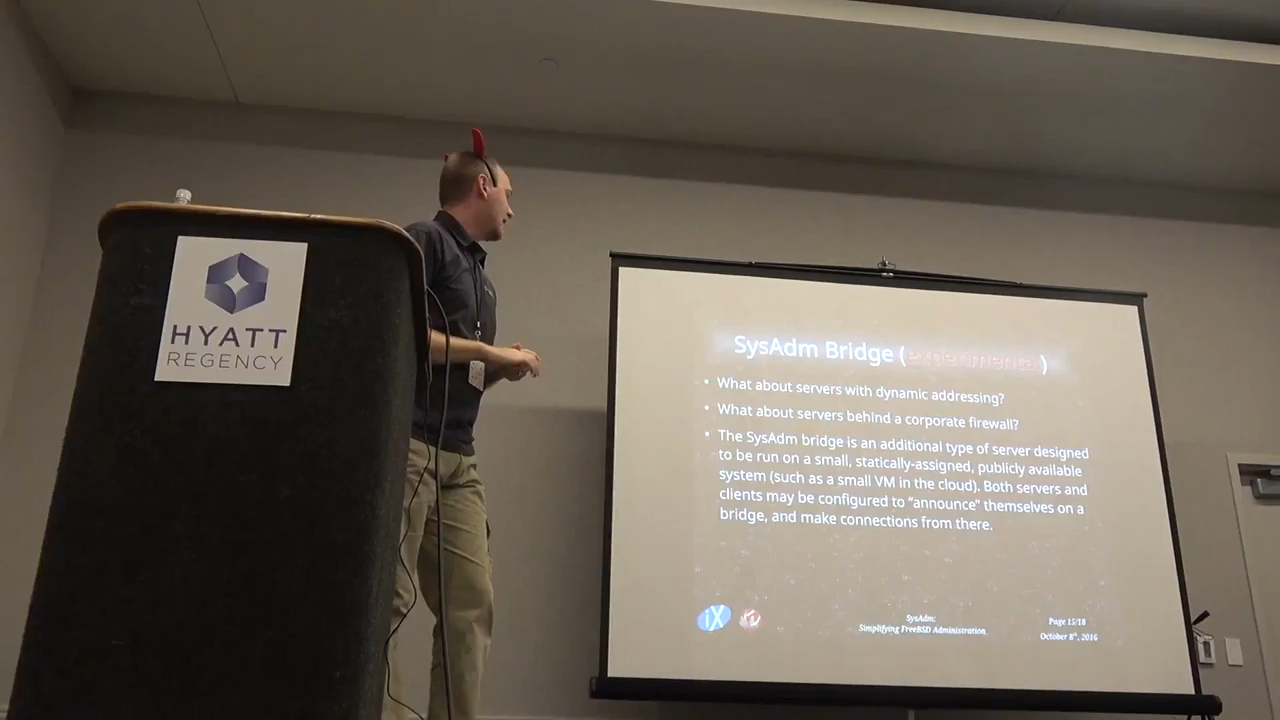 HYATT
REGENCY
SysAdm Bridge (experimental)
• What about servers with dynamic addressing?
• What about servers behind a corporate firewall?
• The SysAdm bridge is an additional type of server designed
to be run on a small, statically-assigned, publicly available
system (such as a small VM in the cloud). Both servers and
clients may be configured to “announce” themselves on a
bridge, and make connections from there.
iX
SysAdm:
Simplifying FreeBSD Administration
Page 15/18
October 8th, 2016